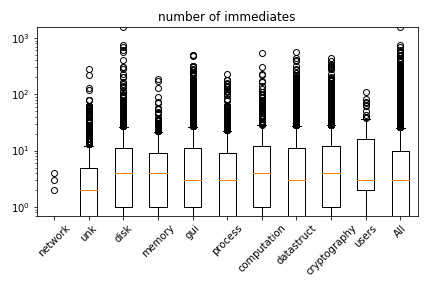 number of immediates
10³
10²
10¹
10⁰
network
unk
disk
memory
gui
process
computation
datastruct
cryptography
users
All